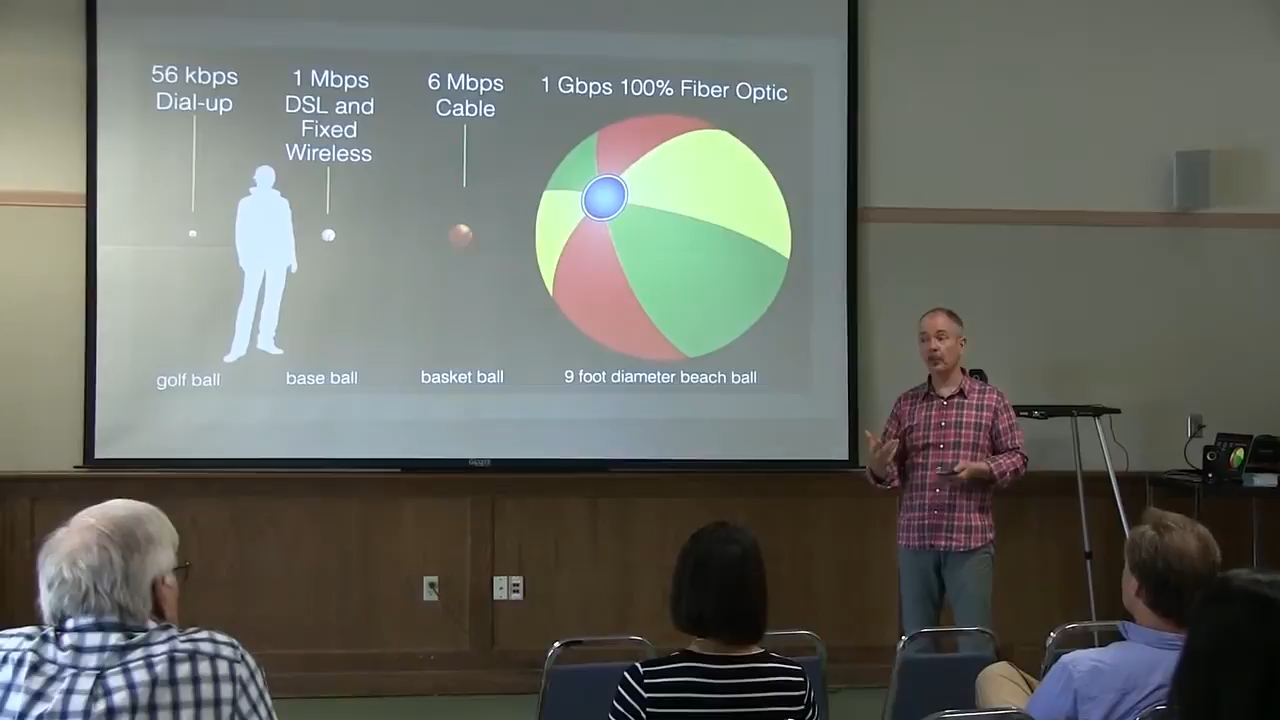 56 kbps
Dial-up
1 Mbps
DSL and
Fixed
Wireless
6 Mbps
Cable
1 Gbps 100% Fiber Optic
golf ball
base ball
basket ball
9 foot diameter beach ball